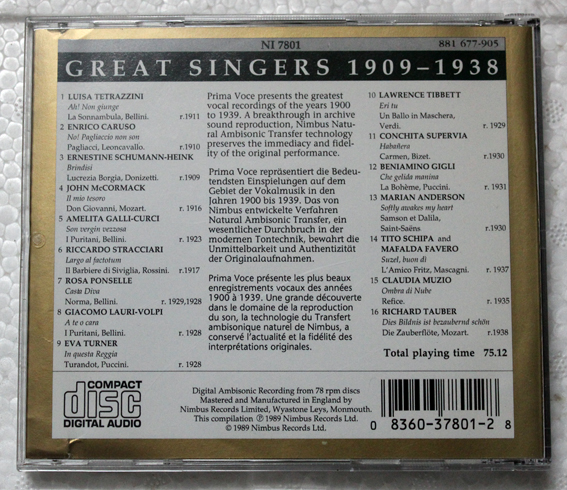 NI 7801
881 677-905
GREAT SINGERS 1909-1938
1 LUISA TETRAZZINI
Ah! Non giunge
La Sonnambula, Bellini. r.1911
2 ENRICO CARUSO
No! Pagliaccio non son
Pagliacci, Leoncavallo. r.1910
3 ERNESTINE SCHUMANN-HEINK
Brindisi
Lucrezia Borgia, Donizetti. r.1909
4 JOHN McCORMACK
Il mio tesoro
Don Giovanni, Mozart. r.1916
5 AMELITA GALLI-CURCI
Son vergin vezzosa
I Puritani, Bellini. r. 1923
6 RICCARDO STRACCIARI
Largo al factotum
Il Barbiere di Siviglia, Rossini. r.1917
7 ROSA PONSELLE
Casta Diva
Norma, Bellini. r.1929,1928
8 GIACOMO LAURI-VOLPI
A te o cara
I Puritani, Bellini. r. 1928
9 EVA TURNER
In questa Reggia
Turandot, Puccini. r. 1928
Prima Voce presents the greatest
vocal recordings of the years 1900
to 1939. A breakthrough in archive
sound reproduction, Nimbus Natu-
ral Ambisonic Transfer technology
preserves the immediacy and fidel-
ity of the original performance.
Prima Voce repräsentiert die Bedeu-
tendsten Einspielungen auf dem
Gebiet der Vokalmusik in den
Jahren 1900 bis 1939. Das von
Nimbus entwickelte Verfahren
Natural Ambisonic Transfer, ein
wesentlicher Durchbruch in der
modernen Tontechnik, bewahrt die
Unmittelbarkeit und Authentizität
der Originalaufnahmen.
Prima Voce présente les plus beaux
enregistrements vocaux des années
1900 à 1939. Une grande découverte
dans le domaine de la reproduction
du son, la technologie du Transfert
ambisonique naturel de Nimbus, a
conservé l'actualité et la fidélité des
interprétations originales.
10 LAWRENCE TIBBETT
Eri tu
Un Ballo in Maschera,
Verdi. r. 1929
11 CONCHITA SUPERVIA
Habañera
Carmen, Bizet. r.1930
12 BENIAMINO GIGLI
Che gelida manina
La Bohème, Puccini. r. 1931
13 MARIAN ANDERSON
Softly awakes my heart
Samson et Dalila,
Saint-Saëns r.1930
14 TITO SCHIPA and
MAFALDA FAVERO
Suzel, buon di
L'Amico Fritz, Mascagni. r. 1937
15 CLAUDIA MUZIO
Ombra di Nube
Refice. r. 1935
16 RICHARD TAUBER
Dies Bildnis ist bezaubernd schön
Die Zauberflöte, Mozart. r.1938
Total playing time 75.12
COMPACT
disc
DIGITAL AUDIO
Digital Ambisonic Recording from 78 rpm discs
Mastered and Manufactured in England by
Nimbus Records Limited, Wyastone Leys, Monmouth.
This compilation ℗ 1989 Nimbus Records Ltd.
© 1989 Nimbus Records Ltd.
0 8360-37801-2 8